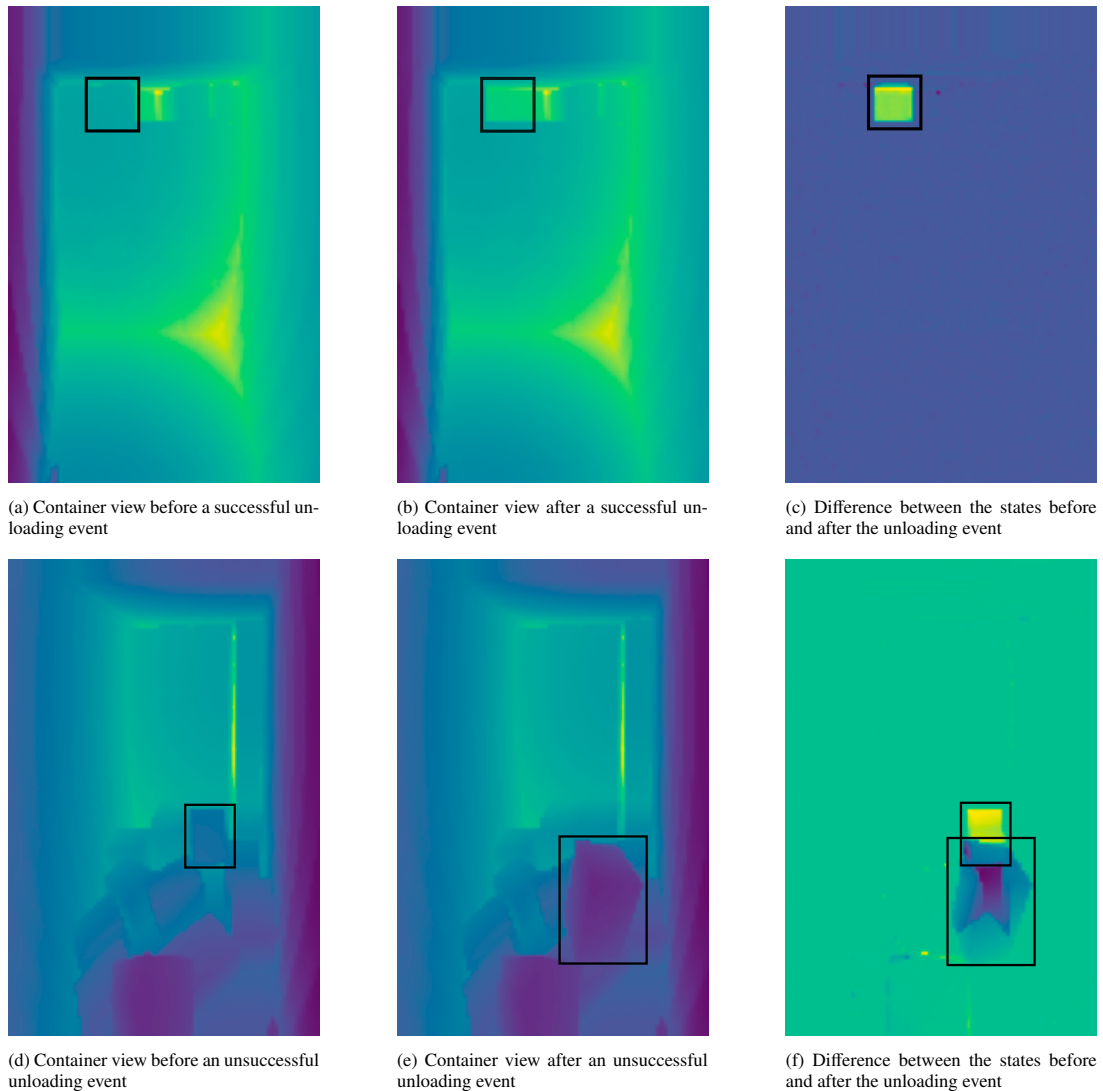 (a) Container view before a successful un-
loading event
(b) Container view after a successful un-
loading event
(c) Difference between the states before
and after the unloading event
(d) Container view before an unsuccessful
unloading event
(e) Container view after an unsuccessful
unloading event
(f) Difference between the states before
and after the unloading event